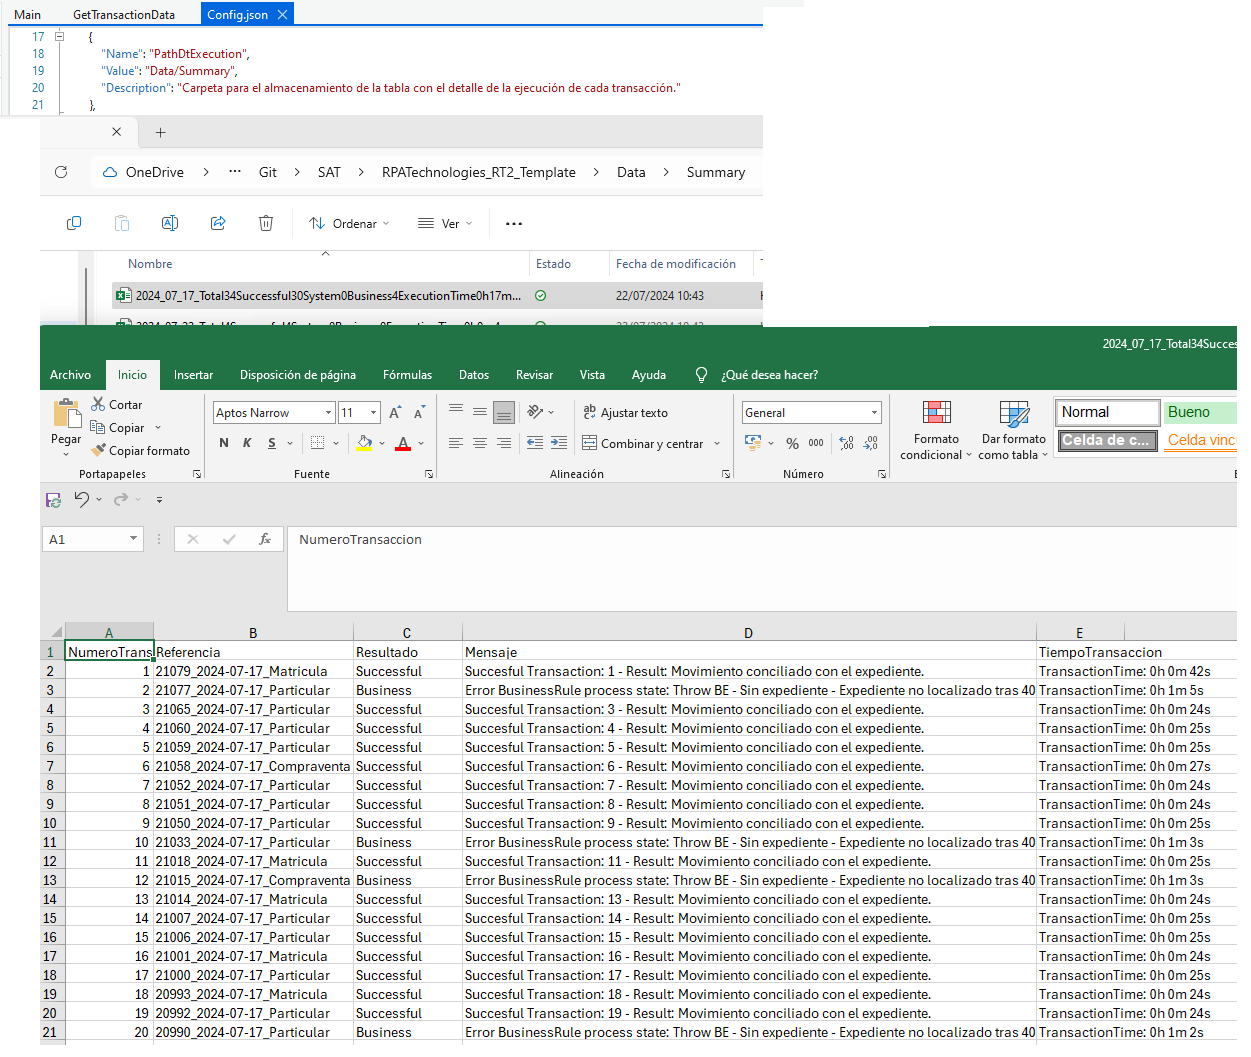 Main GetTransactionData Config.json
17 {
18 "Name": "PathDtExecution",
19 "Value": "Data/Summary",
20 "Description": "Carpeta para el almacenamiento de la tabla con el detalle de la ejecución de cada transacción."
21 },
OneDrive > ... Git > SAT > RPATechnologies_RT2_Template > Data > Summary
Ordenar Ver ...
Nombre Estado Fecha de modificación
2024_07_17_Total34Successful30System0Business4ExecutionTime0h17m... 22/07/2024 10:43
2024_07_17_Total34Succes
Archivo Inicio Insertar Disposición de página Fórmulas Datos Revisar Vista Ayuda ¿Qué desea hacer?
Pegar Cortar
Copiar
Copiar formato
Portapapeles
Aptos Narrow 11 A A
N K S A
Fuente
Ajustar texto
Combinar y centrar
Alineación
General
% 000
Número
Formato condicional
Dar formato como tabla
Normal Bueno
Celda de c... Celda vincu
A1 fx NumeroTransaccion
A B C D E
1 NumeroTrans Referencia Resultado Mensaje TiempoTransaccion
2 1 21079_2024-07-17_Matricula Successful Succesful Transaction: 1 - Result: Movimiento conciliado con el expediente. TransactionTime: 0h 0m 42s
3 2 21077_2024-07-17_Particular Business Error BusinessRule process state: Throw BE - Sin expediente - Expediente no localizado tras 40 TransactionTime: 0h 1m 5s
4 3 21065_2024-07-17_Particular Successful Succesful Transaction: 3 - Result: Movimiento conciliado con el expediente. TransactionTime: 0h 0m 24s
5 4 21060_2024-07-17_Particular Successful Succesful Transaction: 4 - Result: Movimiento conciliado con el expediente. TransactionTime: 0h 0m 25s
6 5 21059_2024-07-17_Particular Successful Succesful Transaction: 5 - Result: Movimiento conciliado con el expediente. TransactionTime: 0h 0m 25s
7 6 21058_2024-07-17_Compraventa Successful Succesful Transaction: 6 - Result: Movimiento conciliado con el expediente. TransactionTime: 0h 0m 27s
8 7 21052_2024-07-17_Particular Successful Succesful Transaction: 7 - Result: Movimiento conciliado con el expediente. TransactionTime: 0h 0m 24s
9 8 21051_2024-07-17_Particular Successful Succesful Transaction: 8 - Result: Movimiento conciliado con el expediente. TransactionTime: 0h 0m 24s
10 9 21050_2024-07-17_Particular Successful Succesful Transaction: 9 - Result: Movimiento conciliado con el expediente. TransactionTime: 0h 0m 25s
11 10 21033_2024-07-17_Particular Business Error BusinessRule process state: Throw BE - Sin expediente - Expediente no localizado tras 40 TransactionTime: 0h 1m 3s
12 11 21018_2024-07-17_Matricula Successful Succesful Transaction: 11 - Result: Movimiento conciliado con el expediente. TransactionTime: 0h 0m 25s
13 12 21015_2024-07-17_Compraventa Business Error BusinessRule process state: Throw BE - Sin expediente - Expediente no localizado tras 40 TransactionTime: 0h 1m 3s
14 13 21014_2024-07-17_Matricula Successful Succesful Transaction: 13 - Result: Movimiento conciliado con el expediente. TransactionTime: 0h 0m 24s
15 14 21007_2024-07-17_Particular Successful Succesful Transaction: 14 - Result: Movimiento conciliado con el expediente. TransactionTime: 0h 0m 25s
16 15 21006_2024-07-17_Particular Successful Succesful Transaction: 15 - Result: Movimiento conciliado con el expediente. TransactionTime: 0h 0m 25s
17 16 21001_2024-07-17_Matricula Successful Succesful Transaction: 16 - Result: Movimiento conciliado con el expediente. TransactionTime: 0h 0m 24s
18 17 21000_2024-07-17_Particular Successful Succesful Transaction: 17 - Result: Movimiento conciliado con el expediente. TransactionTime: 0h 0m 25s
19 18 20993_2024-07-17_Matricula Successful Succesful Transaction: 18 - Result: Movimiento conciliado con el expediente. TransactionTime: 0h 0m 24s
20 19 20992_2024-07-17_Particular Successful Succesful Transaction: 19 - Result: Movimiento conciliado con el expediente. TransactionTime: 0h 0m 24s
21 20 20990_2024-07-17_Particular Business Error BusinessRule process state: Throw BE - Sin expediente - Expediente no localizado tras 40 TransactionTime: 0h 1m 2s